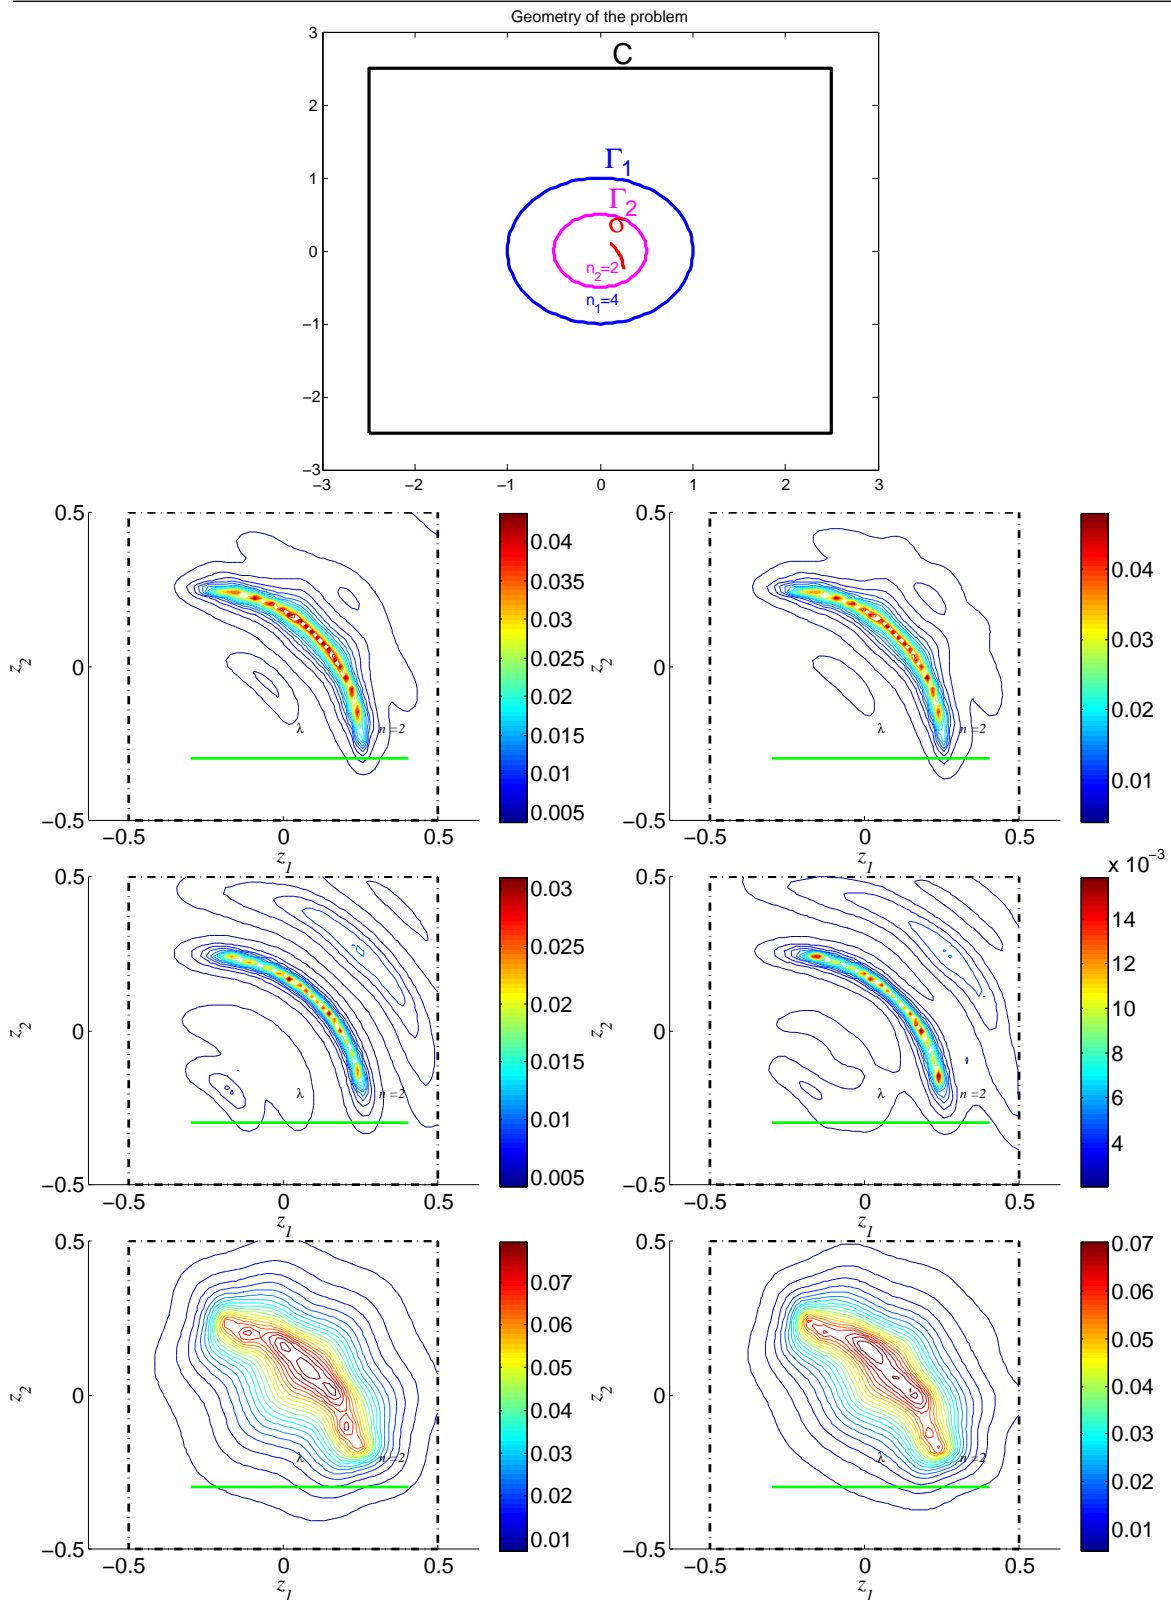 Geometry of the problem
3
C
2
Γ1
1
Γ2
σ
0
n2=2
n1=4
−1
−2
−3
−3 −2 −1 0 1 2 3
0.5
0
−0.5
z2
λ
n=2
−0.5 0 0.5
z1
0.04
0.035
0.03
0.025
0.02
0.015
0.01
0.005
0.5
0
−0.5
z2
λ
n=2
−0.5 0 0.5
z1
0.04
0.03
0.02
0.01
0.5
0
−0.5
z2
λ
n=2
−0.5 0 0.5
z1
0.03
0.025
0.02
0.015
0.01
0.005
0.5
0
−0.5
z2
λ
n=2
−0.5 0 0.5
z1
x 10−3
14
12
10
8
6
4
0.5
0
−0.5
z2
λ
n=2
−0.5 0 0.5
z1
0.07
0.06
0.05
0.04
0.03
0.02
0.01
0.5
0
−0.5
z2
λ
n=2
−0.5 0 0.5
z1
0.07
0.06
0.05
0.04
0.03
0.02
0.01